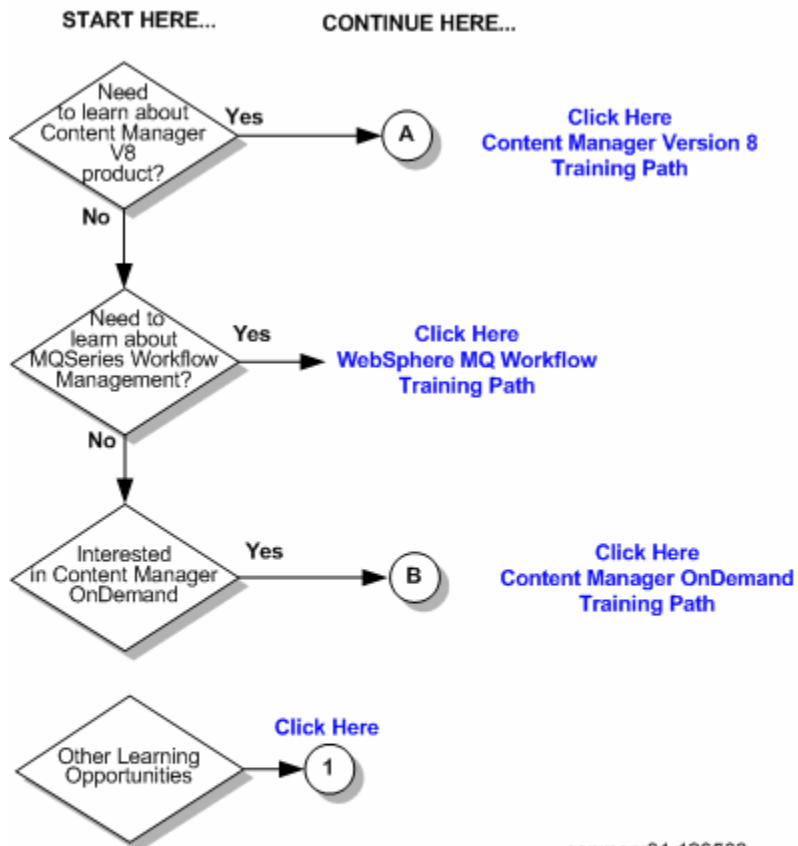 START HERE... CONTINUE HERE...
Need
to learn about
Content Manager
V8
product?
Yes
A
Click Here
Content Manager Version 8
Training Path
No
Need to
learn about
MQSeries Workflow
Management?
Yes
Click Here
WebSphere MQ Workflow
Training Path
No
Interested
in Content Manager
OnDemand
Yes
B
Click Here
Content Manager OnDemand
Training Path
Other Learning
Opportunities
Click Here
1